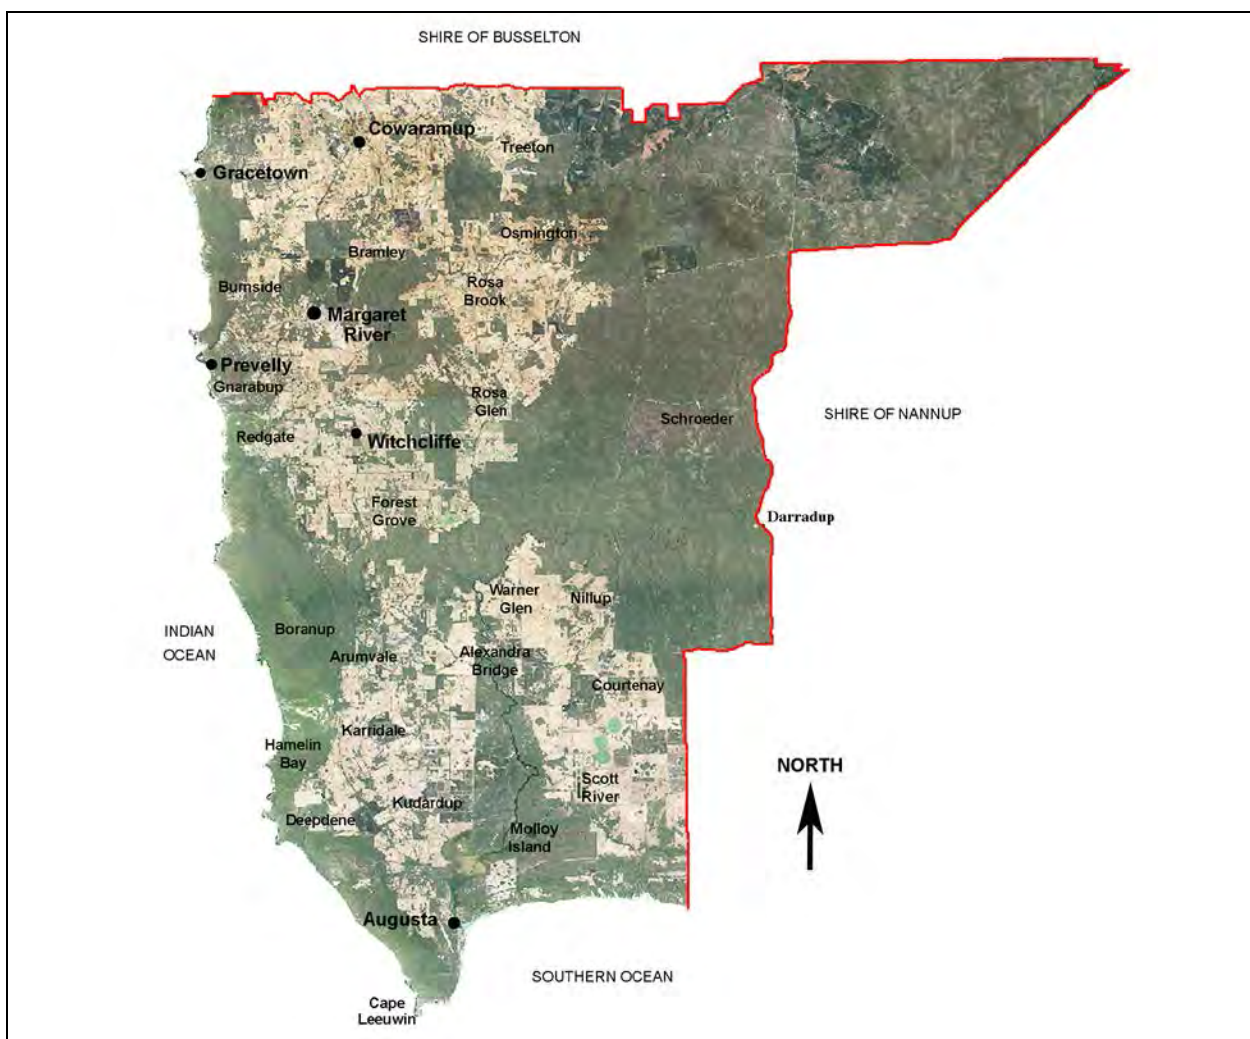 SHIRE OF BUSSELTON
Cowaramup
Treeton
Gracetown
Osmington
Bramley
Burnside
Rosa
Brook
Margaret
River
Prevelly
Gnarabup
Rosa
Glen
SHIRE OF NANNUP
Schroeder
Redgate
Witchcliffe
Forest
Grove
Darradup
Warner
Glen
Nillup
INDIAN
OCEAN
Boranup
Arumvale
Alexandra
Bridge
Courtenay
Karridale
Hamelin
Bay
NORTH
Scott
River
Kudardup
Deepdene
Molloy
Island
Augusta
SOUTHERN OCEAN
Cape
Leeuwin